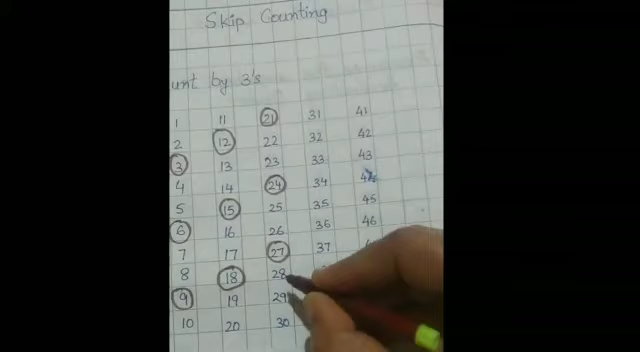 Skip Counting
unt by 3's
1 11 21 31 41
2 12 22 32 42
3 13 23 33 43
4 14 24 34 44
5 15 25 35 45
6 16 26 36 46
7 17 27 37
8 18 28
9 19 29
10 20 30